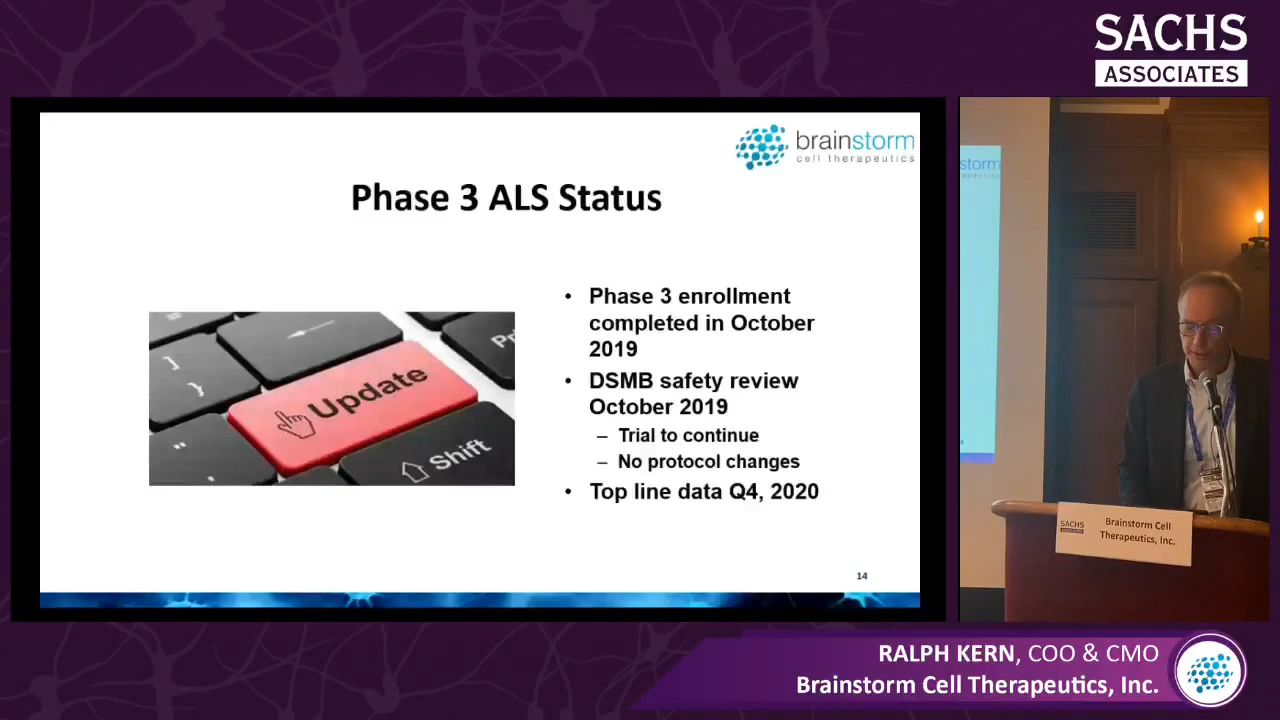 SACHS
ASSOCIATES
brainstorm
cell therapeutics
Phase 3 ALS Status
• Phase 3 enrollment
completed in October
2019
• DSMB safety review
October 2019
– Trial to continue
– No protocol changes
• Top line data Q4, 2020
Update
Shift
}
"
14
storm
SACHS
ASSOCIATES
Brainstorm Cell
Therapeutics, Inc.
RALPH KERN, COO & CMO
Brainstorm Cell Therapeutics, Inc.